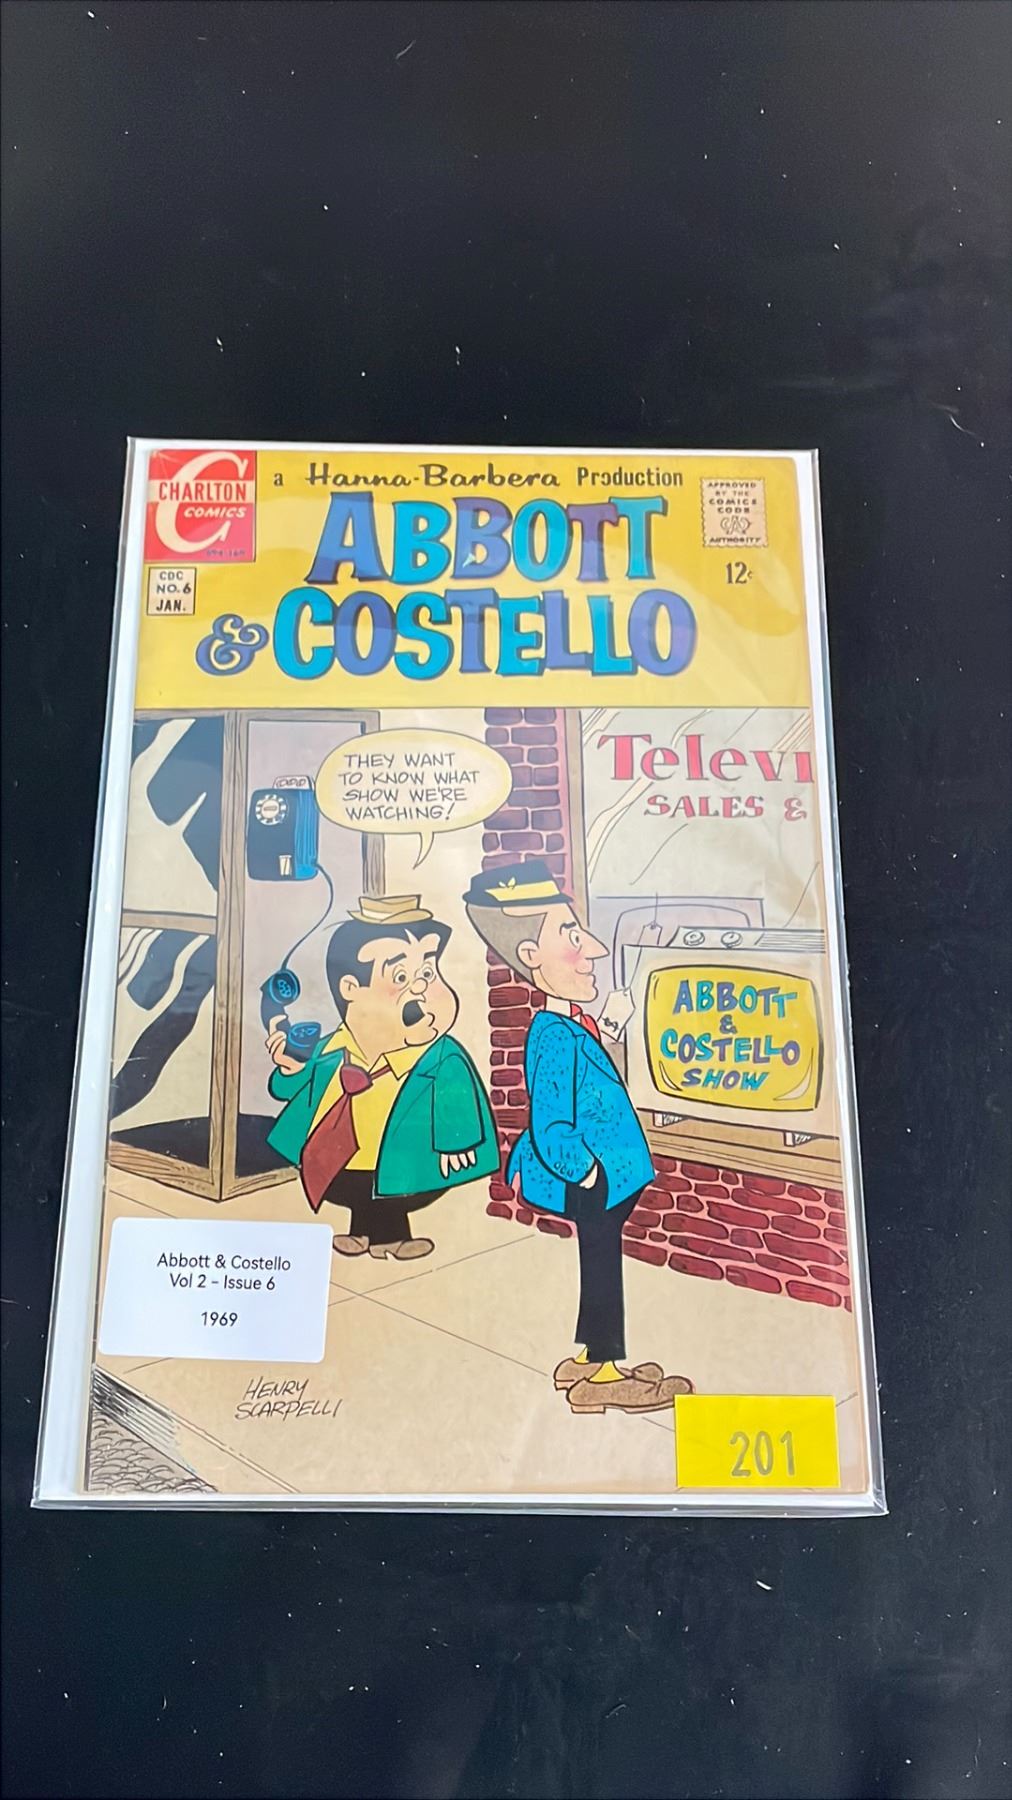 CHARLTON
COMICS
a Hanna-Barbera Production
ABBOTT
& COSTELLO
APPROVED
BY THE
COMICS
CODE
CA
AUTHORITY
12¢
CDC
NO. 6
JAN.
THEY WANT
TO KNOW WHAT
SHOW WE'RE
WATCHING!
Televi
SALES &
ABBOTT
&
COSTELLO
SHOW
Abbott & Costello
Vol 2 - Issue 6
1969
HENRY
SCARPELLI
201